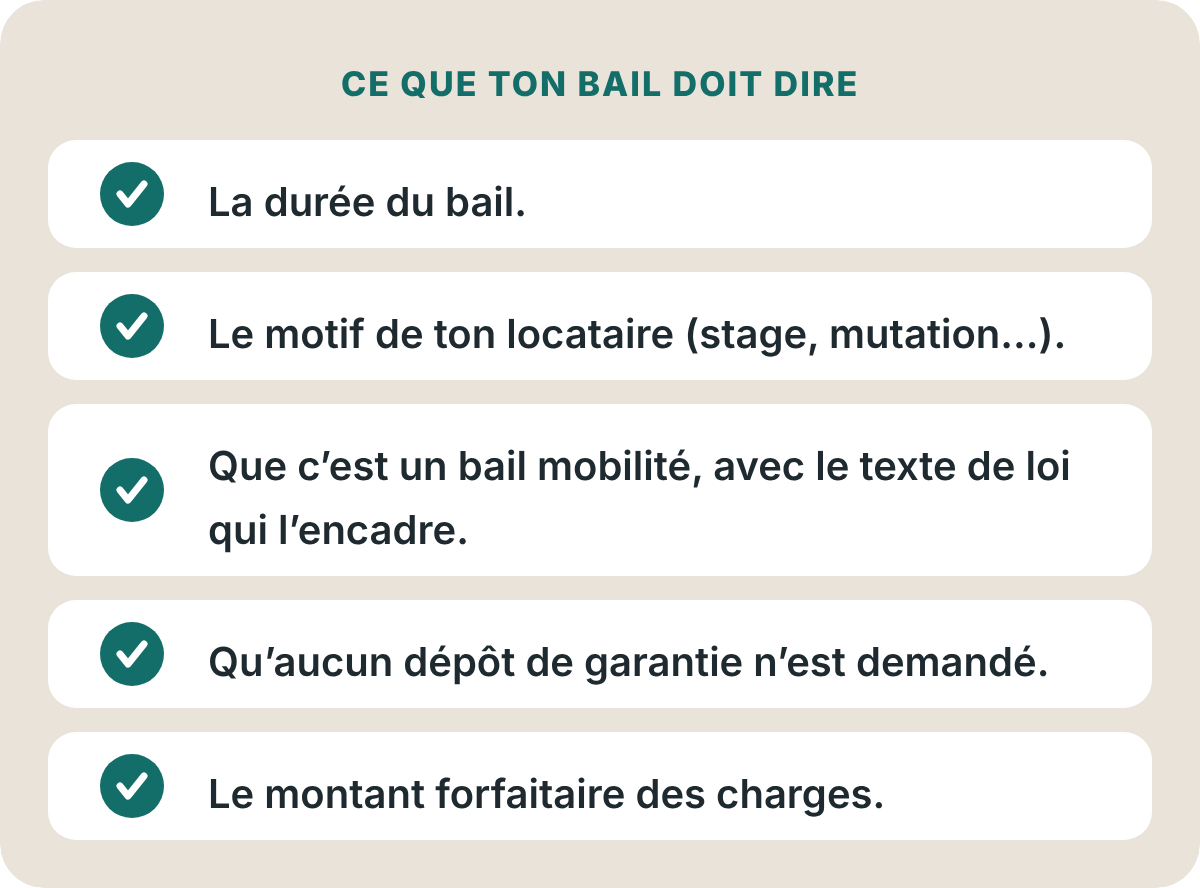 CE QUE TON BAIL DOIT DIRE
La durée du bail.
Le motif de ton locataire (stage, mutation…).
Que c’est un bail mobilité, avec le texte de loi
qui l’encadre.
Qu’aucun dépôt de garantie n’est demandé.
Le montant forfaitaire des charges.